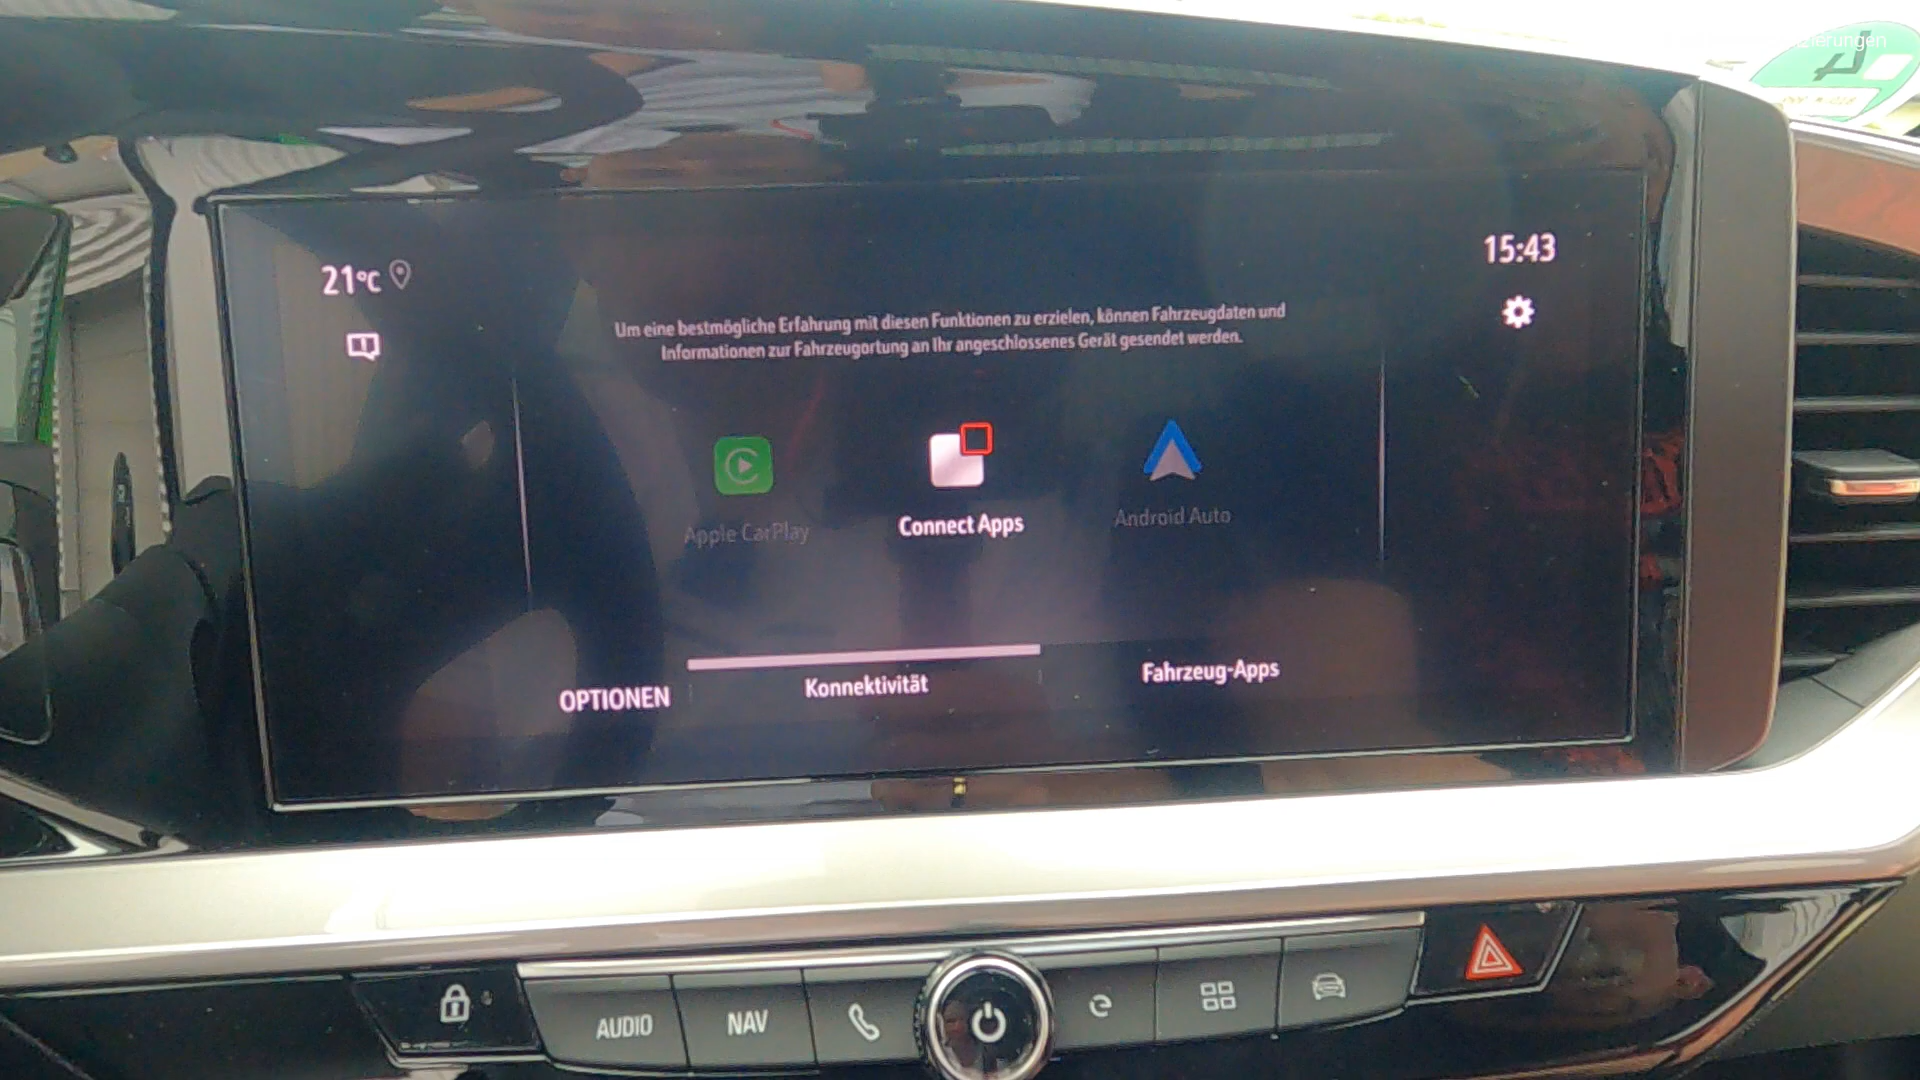 21°C
15:43
Um eine bestmögliche Erfahrung mit diesen Funktionen zu erzielen, können Fahrzeugdaten und
Informationen zur Fahrzeugortung an Ihr angeschlossenes Gerät gesendet werden.
Apple CarPlay
Connect Apps
Android Auto
OPTIONEN
Konnektivität
Fahrzeug-Apps
AUDIO
NAV